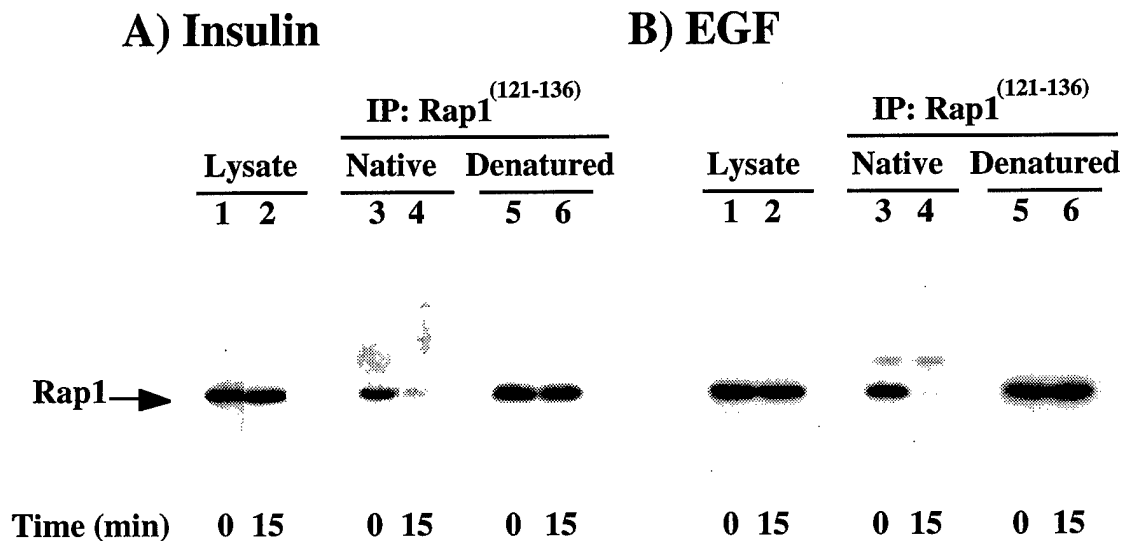 A) Insulin
B) EGF
IP: Rap1(121-136)
IP: Rap1(121-136)
Lysate Native Denatured
Lysate Native Denatured
1 2 3 4 5 6
1 2 3 4 5 6
Rap1
Time (min) 0 15 0 15 0 15 0 15 0 15 0 15